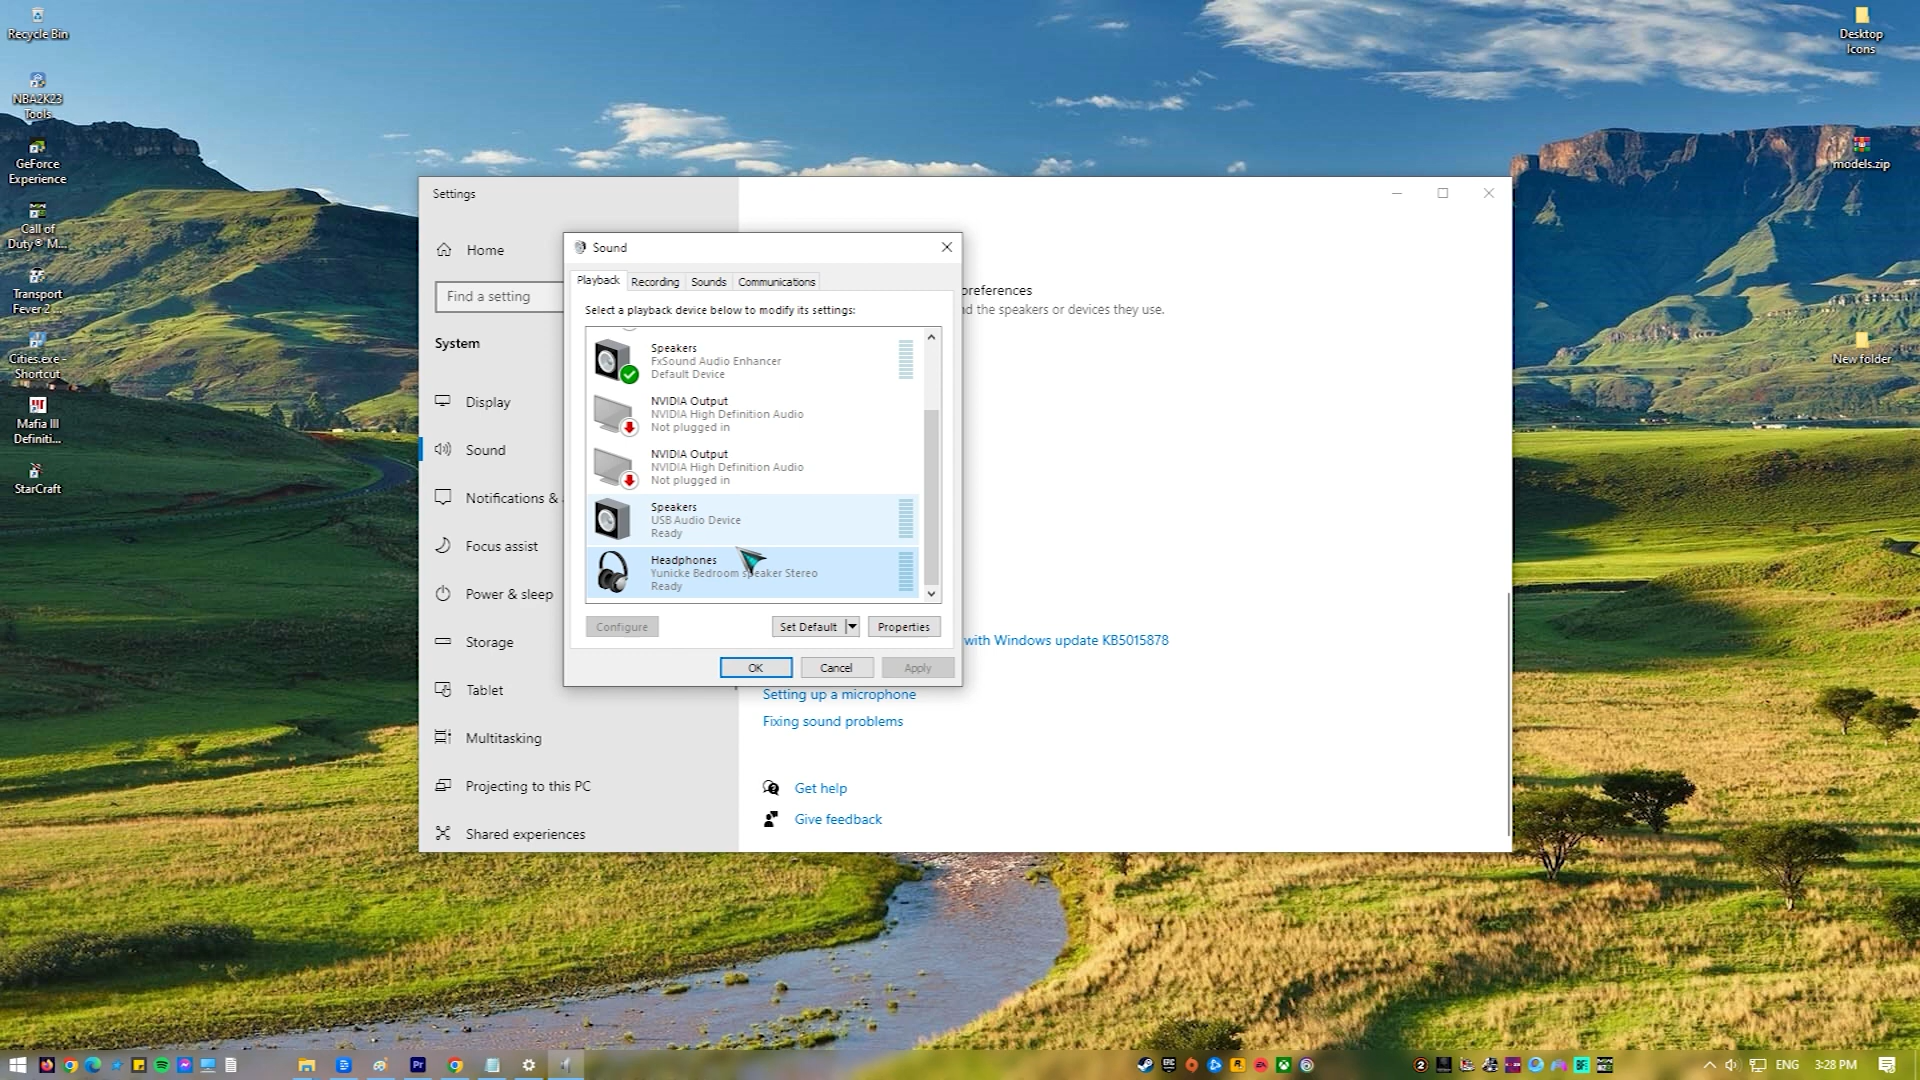 Recycle Bin
NBA2K23
Tools
GeForce
Experience
Call of
Duty® M...
Transport
Fever 2 ...
Cities.exe -
Shortcut
Mafia III
Definiti...
StarCraft
Desktop
Icons
models.zip
New folder
Settings
Home
Find a setting
System
Display
Sound
Notifications &
Focus assist
Power & sleep
Storage
Tablet
Multitasking
Projecting to this PC
Shared experiences
preferences
d the speakers or devices they use.
with Windows update KB5015878
Setting up a microphone
Fixing sound problems
Get help
Give feedback
Sound
Playback
Recording
Sounds
Communications
Select a playback device below to modify its settings:
Speakers
FxSound Audio Enhancer
Default Device
NVIDIA Output
NVIDIA High Definition Audio
Not plugged in
NVIDIA Output
NVIDIA High Definition Audio
Not plugged in
Speakers
USB Audio Device
Ready
Headphones
Yunicke Bedroom speaker Stereo
Ready
Configure
Set Default
Properties
OK
Cancel
Apply
Pr
EPIC
EA
ENG
3:28 PM